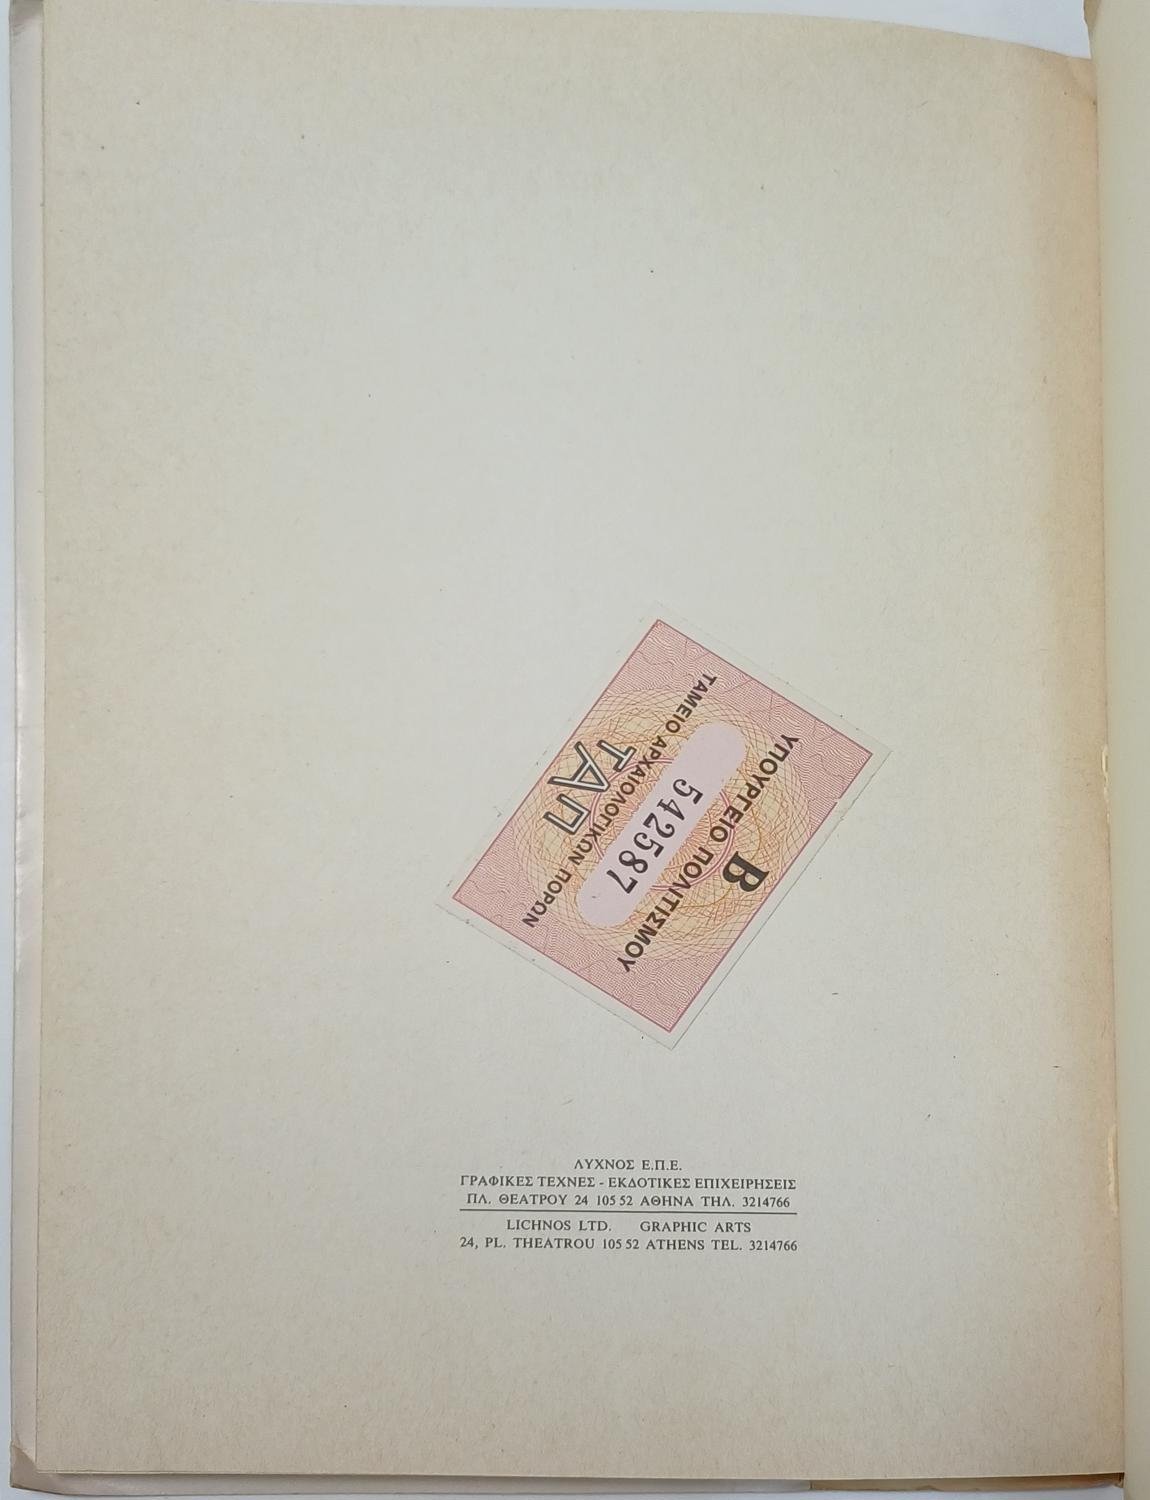 ΥΠΟΥΡΓΕΙΟ ΠΟΛΙΤΙΣΜΟΥ
Β
542587
ΤΑΜΕΙΟ ΑΡΧΑΙΟΛΟΓΙΚΩΝ ΠΟΡΩΝ
ΤΑΠ
ΛΥΧΝΟΣ Ε.Π.Ε.
ΓΡΑΦΙΚΕΣ ΤΕΧΝΕΣ - ΕΚΔΟΤΙΚΕΣ ΕΠΙΧΕΙΡΗΣΕΙΣ
ΠΛ. ΘΕΑΤΡΟΥ 24 105 52 ΑΘΗΝΑ ΤΗΛ. 3214766
LICHNOS LTD. GRAPHIC ARTS
24, PL. THEATROU 105 52 ATHENS TEL. 3214766